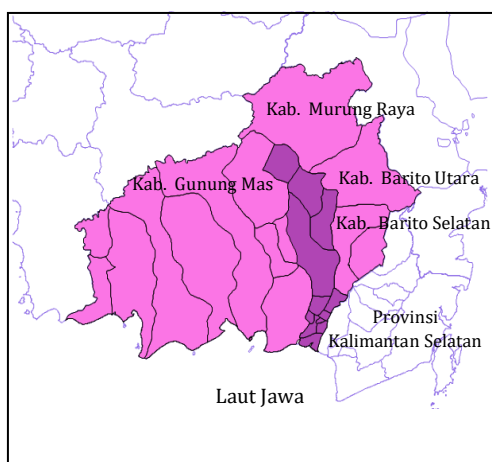 Kab. Murung Raya
Kab. Gunung Mas
Kab. Barito Utara
Kab. Barito Selatan
Provinsi
Kalimantan Selatan
Laut Jawa